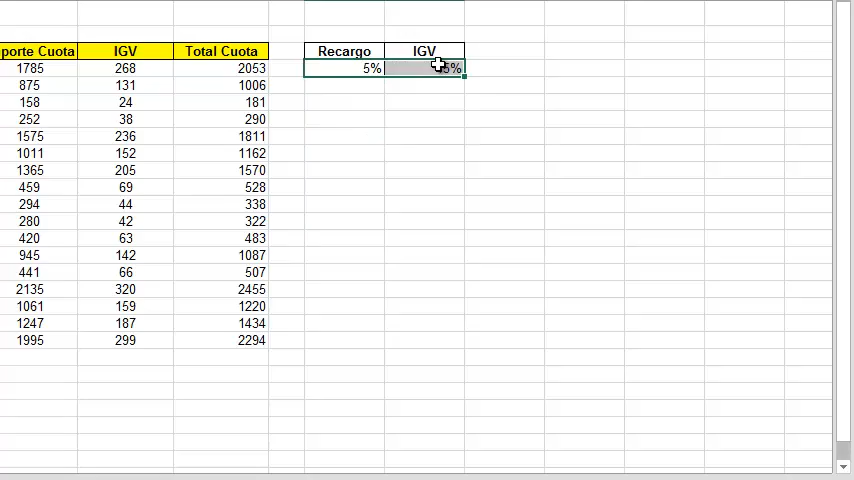 porte Cuota IGV Total Cuota Recargo IGV
1785 268 2053 5% 5%
875 131 1006
158 24 181
252 38 290
1575 236 1811
1011 152 1162
1365 205 1570
459 69 528
294 44 338
280 42 322
420 63 483
945 142 1087
441 66 507
2135 320 2455
1061 159 1220
1247 187 1434
1995 299 2294